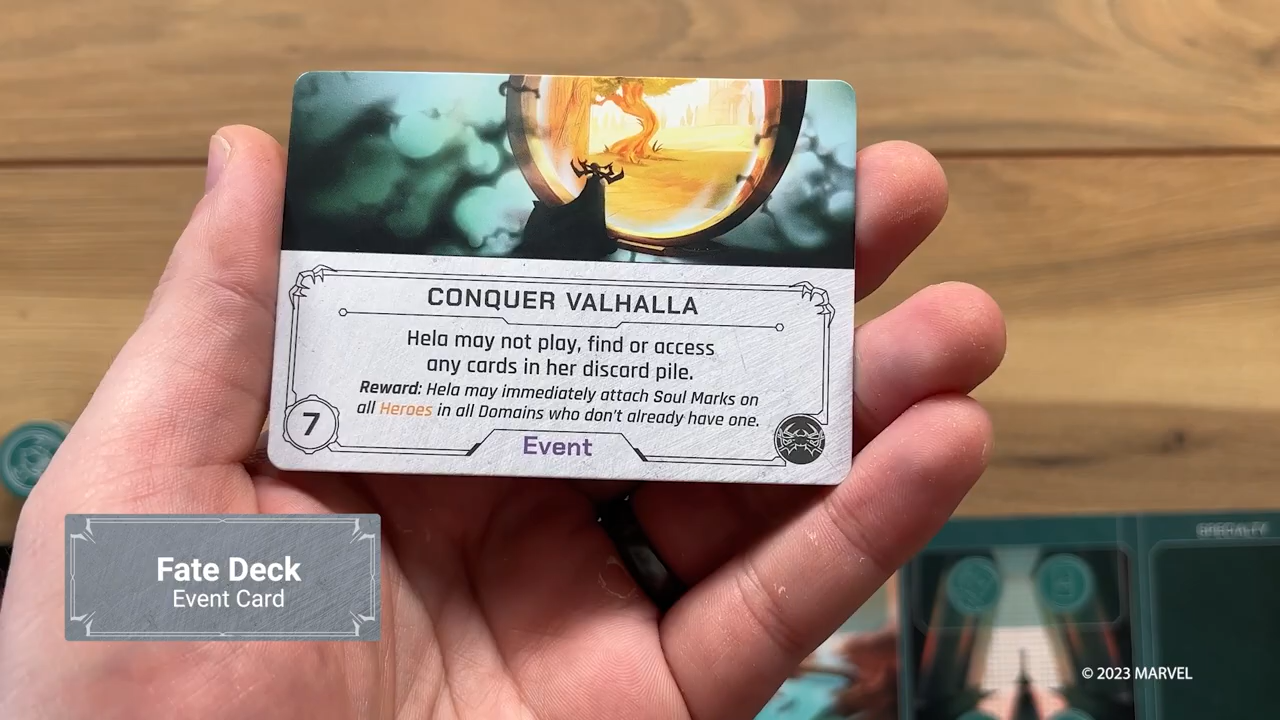 CONQUER VALHALLA
Hela may not play, find or access
any cards in her discard pile.
Reward: Hela may immediately attach Soul Marks on
all Heroes in all Domains who don't already have one.
7
Event
Fate Deck
Event Card
SPECIALTY
© 2023 MARVEL